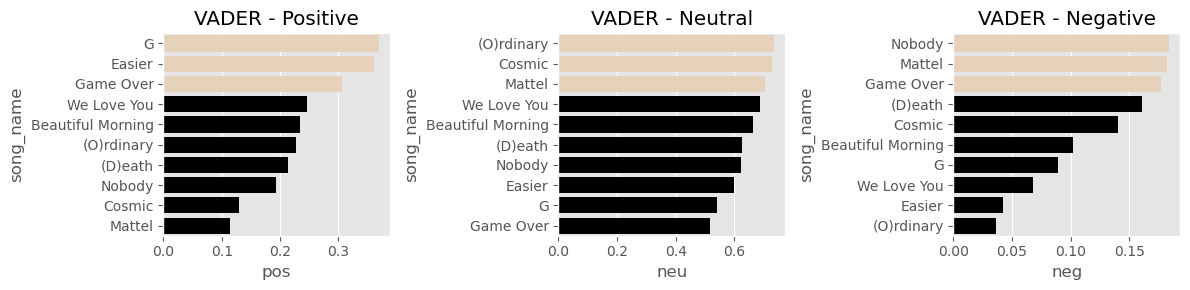 VADER - Positive
song_name
G
Easier
Game Over
We Love You
Beautiful Morning
(O)rdinary
(D)eath
Nobody
Cosmic
Mattel
0.0 0.1 0.2 0.3
pos
VADER - Neutral
song_name
(O)rdinary
Cosmic
Mattel
We Love You
Beautiful Morning
(D)eath
Nobody
Easier
G
Game Over
0.0 0.2 0.4 0.6
neu
VADER - Negative
song_name
Nobody
Mattel
Game Over
(D)eath
Cosmic
Beautiful Morning
G
We Love You
Easier
(O)rdinary
0.00 0.05 0.10 0.15
neg